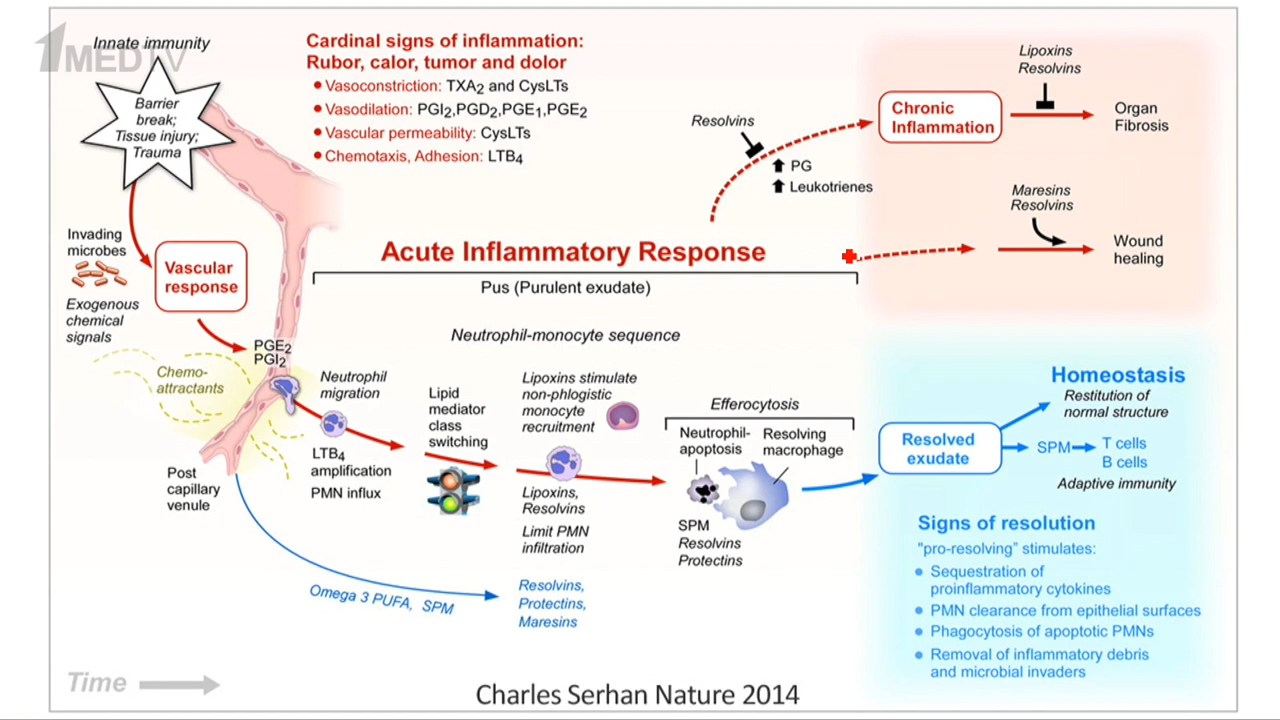 1MEDTV
Innate immunity
Barrier
break;
Tissue injury;
Trauma
Cardinal signs of inflammation:
Rubor, calor, tumor and dolor
• Vasoconstriction: TXA₂ and CysLTs
• Vasodilation: PGI₂,PGD₂,PGE₁,PGE₂
• Vascular permeability: CysLTs
• Chemotaxis, Adhesion: LTB₄
Invading
microbes
Exogenous
chemical
signals
Vascular
response
PGE₂
PGI₂
Chemo-
attractants
Post
capillary
venule
Resolvins
PG
Leukotrienes
Chronic
Inflammation
Lipoxins
Resolvins
Organ
Fibrosis
Maresins
Resolvins
Wound
healing
Acute Inflammatory Response
Pus (Purulent exudate)
Neutrophil-monocyte sequence
Neutrophil
migration
LTB₄
amplification
PMN influx
Lipid
mediator
class
switching
Lipoxins stimulate
non-phlogistic
monocyte
recruitment
Lipoxins,
Resolvins
Limit PMN
infiltration
Efferocytosis
Neutrophil-
apoptosis
Resolving
macrophage
SPM
Resolvins
Protectins
Omega 3 PUFA, SPM
Resolvins,
Protectins,
Maresins
Resolved
exudate
Homeostasis
Restitution of
normal structure
SPM
T cells
B cells
Adaptive immunity
Signs of resolution
"pro-resolving” stimulates:
• Sequestration of
proinflammatory cytokines
• PMN clearance from epithelial surfaces
• Phagocytosis of apoptotic PMNs
• Removal of inflammatory debris
and microbial invaders
Time
Charles Serhan Nature 2014